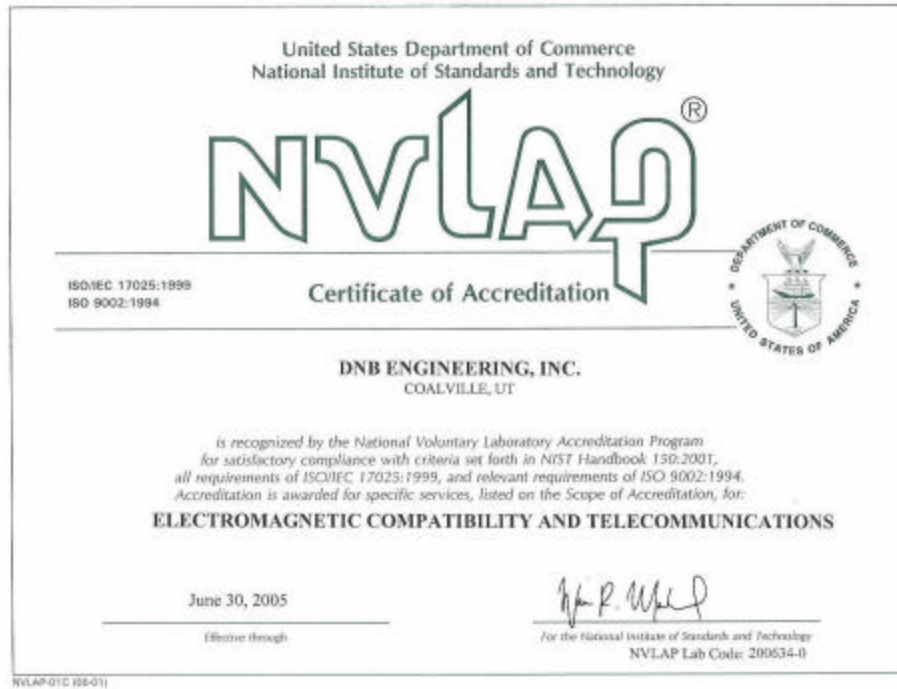 United States Department of Commerce
National Institute of Standards and Technology
NVLAP®
ISO/IEC 17025:1999
ISO 9002:1994
Certificate of Accreditation
DEPARTMENT OF COMMERCE
★ UNITED STATES OF AMERICA ★
DNB ENGINEERING, INC.
COALVILLE, UT
is recognized by the National Voluntary Laboratory Accreditation Program
for satisfactory compliance with criteria set forth in NIST Handbook 150:2001,
all requirements of ISO/IEC 17025:1999, and relevant requirements of ISO 9002:1994.
Accreditation is awarded for specific services, listed on the Scope of Accreditation, for:
ELECTROMAGNETIC COMPATIBILITY AND TELECOMMUNICATIONS
June 30, 2005
Effective through
For the National Institute of Standards and Technology
NVLAP Lab Code: 200634-0
NVLAP-01C (06-01)